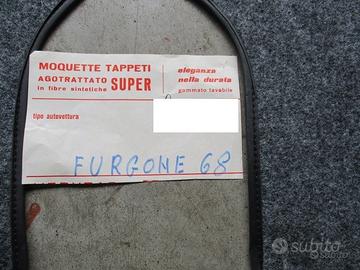 MOQUETTE TAPPETI
AGOTRATTATO SUPER
in fibre sintetiche
eleganza
nella durata
gommato lavabile
tipo autovettura
FURGONE 68
subito